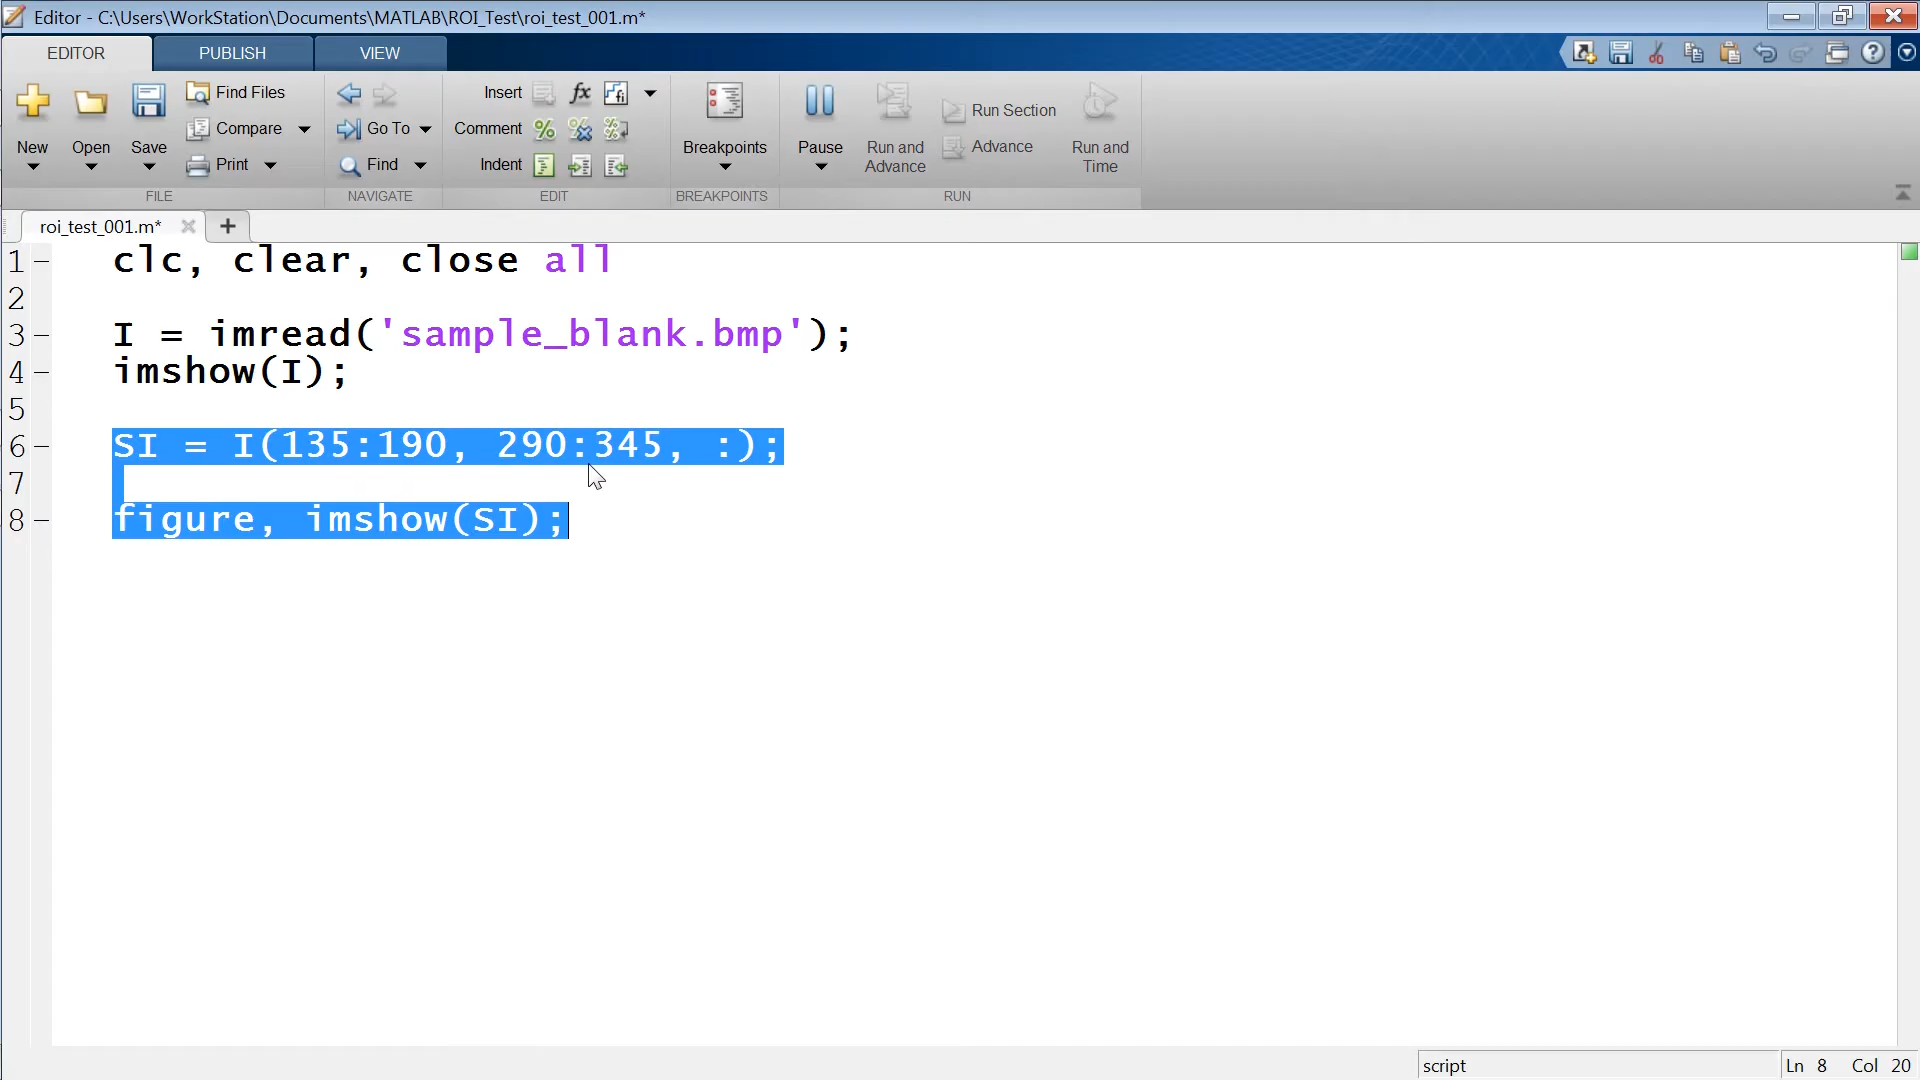 Editor - C:\Users\WorkStation\Documents\MATLAB\ROI_Test\roi_test_001.m*
EDITOR PUBLISH VIEW
New Open Save Find Files Compare Print
FILE
Go To Find
NAVIGATE
Insert fx fi
Comment
Indent
EDIT
Breakpoints
BREAKPOINTS
Pause Run and Advance Run Section Advance Run and Time
RUN
roi_test_001.m*
1 clc, clear, close all
2
3 I = imread('sample_blank.bmp');
4 imshow(I);
5
6 SI = I(135:190, 290:345, :);
7
8 figure, imshow(SI);
script Ln 8 Col 20